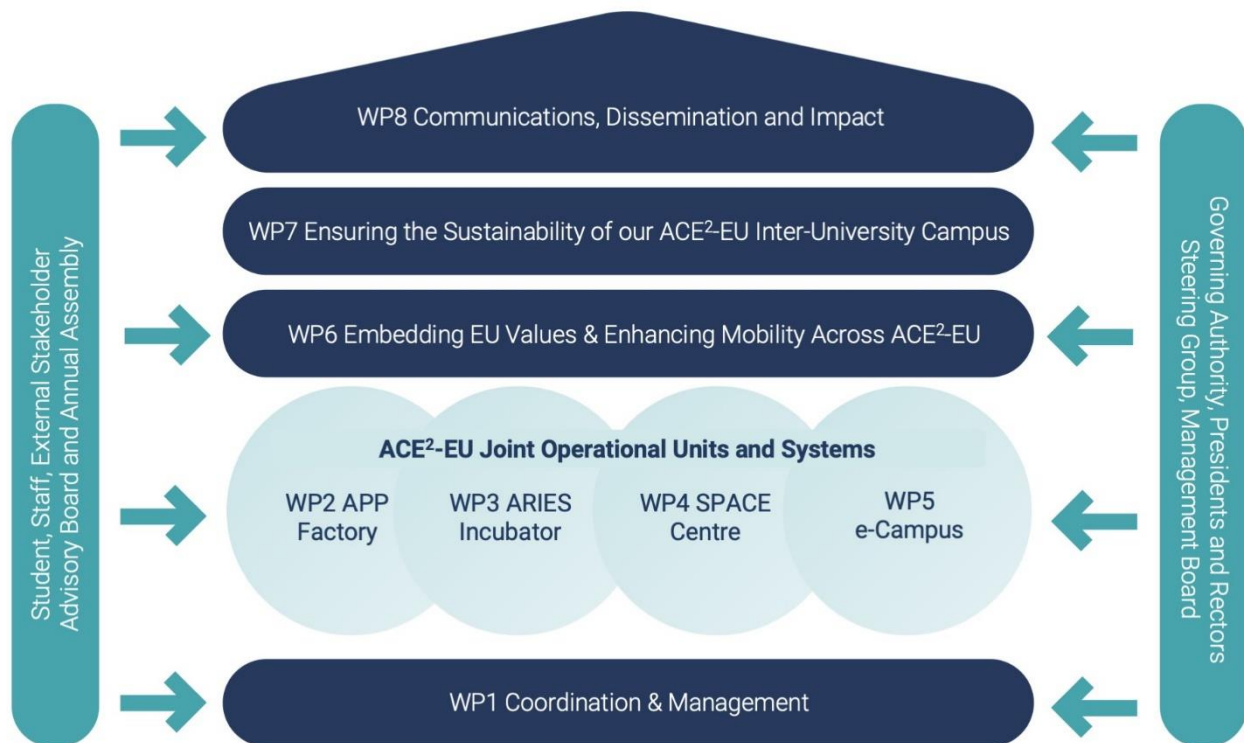 WP8 Communications, Dissemination and Impact
WP7 Ensuring the Sustainability of our ACE²-EU Inter-University Campus
WP6 Embedding EU Values & Enhancing Mobility Across ACE²-EU
ACE²-EU Joint Operational Units and Systems
WP2 APP
Factory
WP3 ARIES
Incubator
WP4 SPACE
Centre
WP5
e-Campus
WP1 Coordination & Management
Student, Staff, External Stakeholder
Advisory Board and Annual Assembly
Governing Authority, Presidents and Rectors
Steering Group, Management Board